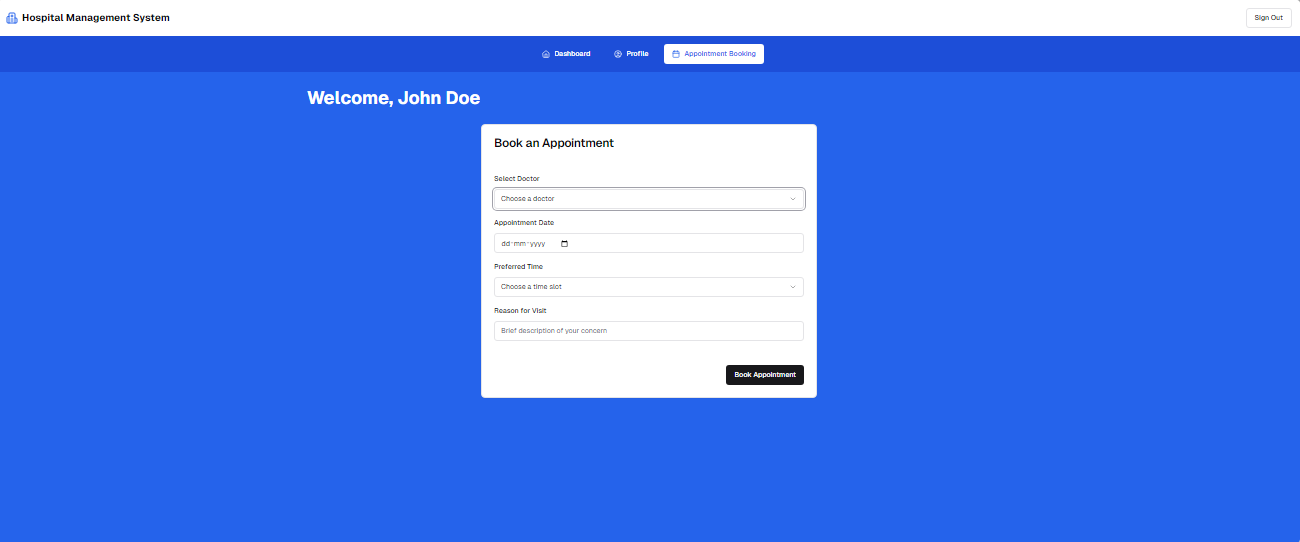 Hospital Management System
Sign Out
Dashboard
Profile
Appointment Booking
Welcome, John Doe
Book an Appointment
Select Doctor
Choose a doctor
Appointment Date
dd-mm-yyyy
Preferred Time
Choose a time slot
Reason for Visit
Brief description of your concern
Book Appointment